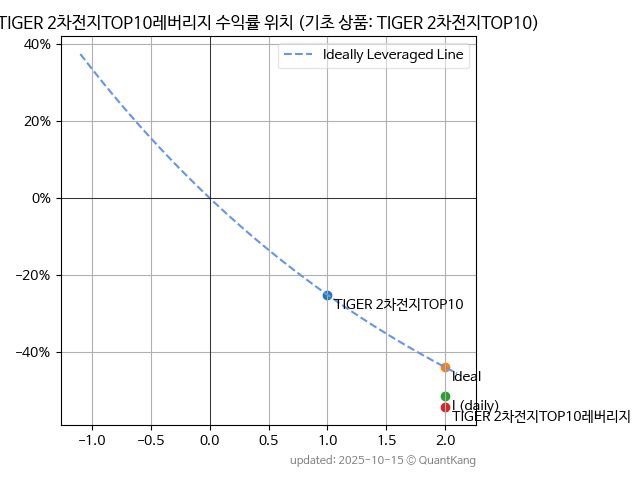 TIGER 2차전지TOP10레버리지 수익률 위치 (기초 상품: TIGER 2차전지TOP10)
Ideally Leveraged Line
40%
20%
0%
−20%
−40%
TIGER 2차전지TOP10
Ideal
l (daily)
TIGER 2차전지TOP10레버리지
−1.0 −0.5 0.0 0.5 1.0 1.5 2.0
updated: 2025-10-15 © QuantKang